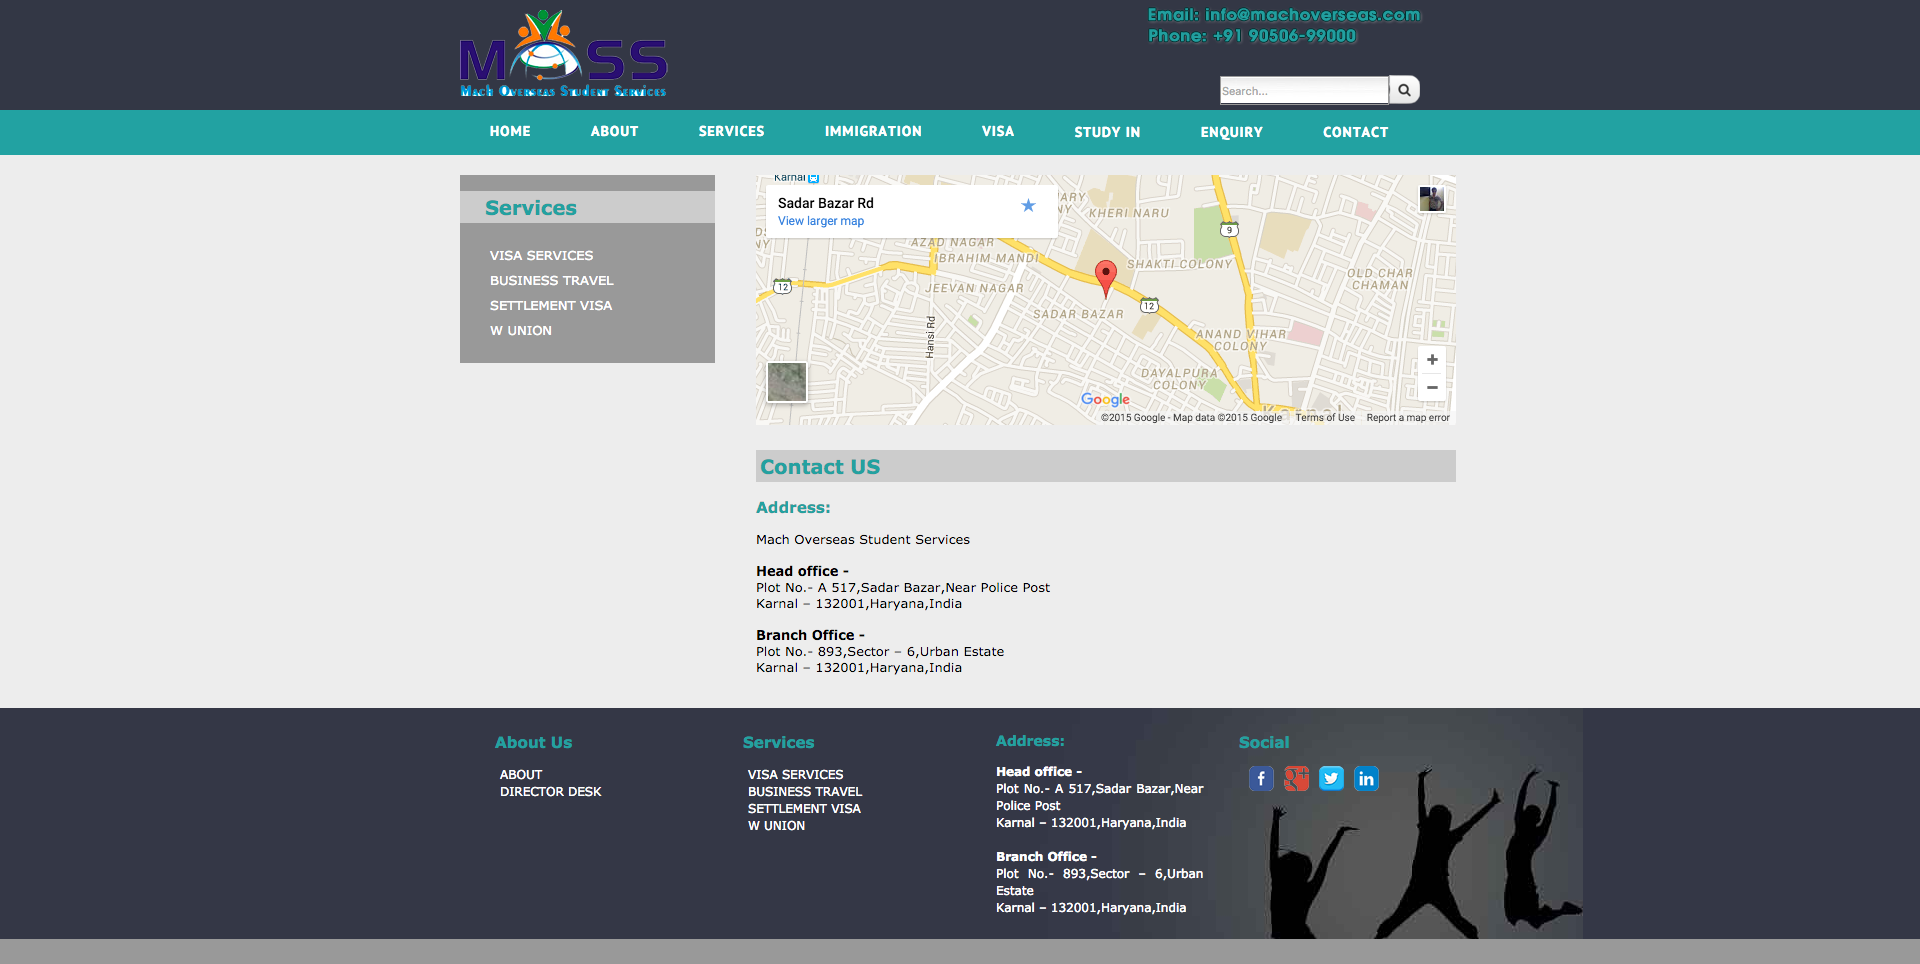 MOSS
Mach Overseas Student Services
Email: info@machoverseas.com
Phone: +91 90506-99000
Search...
HOME
ABOUT
SERVICES
IMMIGRATION
VISA
STUDY IN
ENQUIRY
CONTACT
Services
VISA SERVICES
BUSINESS TRAVEL
SETTLEMENT VISA
W UNION
Karnal
Sadar Bazar Rd
View larger map
KHERI NARU
9
AZAD NAGAR
IBRAHIM MANDI
SHAKTI COLONY
OLD CHAR
CHAMAN
12
JEEVAN NAGAR
12
SADAR BAZAR
Hansi Rd
ANAND VIHAR
COLONY
DAYALPURA
COLONY
Google
Karnal
©2015 Google - Map data ©2015 Google
Terms of Use
Report a map error
Contact US
Address:
Mach Overseas Student Services
Head office -
Plot No.- A 517,Sadar Bazar,Near Police Post
Karnal – 132001,Haryana,India
Branch Office -
Plot No.- 893,Sector – 6,Urban Estate
Karnal – 132001,Haryana,India
About Us
ABOUT
DIRECTOR DESK
Services
VISA SERVICES
BUSINESS TRAVEL
SETTLEMENT VISA
W UNION
Address:
Head office -
Plot No.- A 517,Sadar Bazar,Near
Police Post
Karnal – 132001,Haryana,India
Branch Office -
Plot No.- 893,Sector – 6,Urban
Estate
Karnal – 132001,Haryana,India
Social